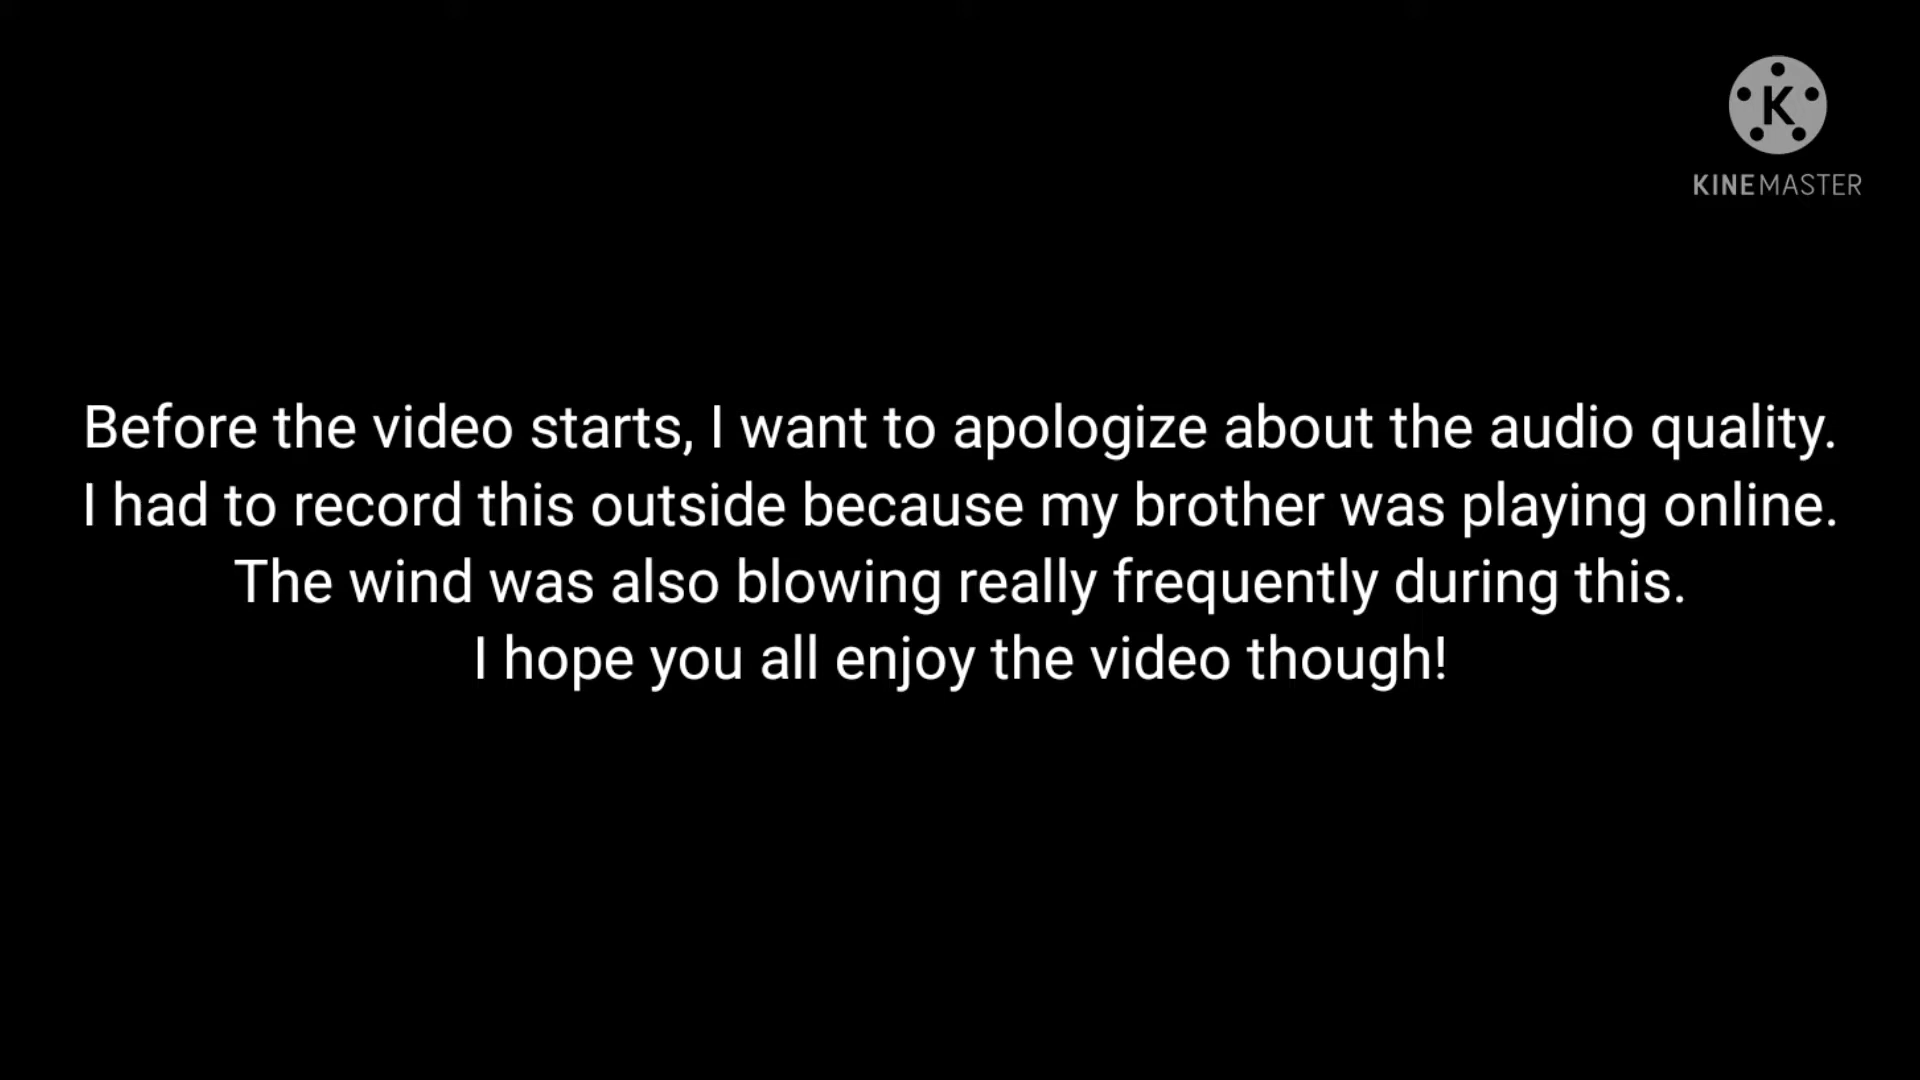 K
KINEMASTER
Before the video starts, I want to apologize about the audio quality.
I had to record this outside because my brother was playing online.
The wind was also blowing really frequently during this.
I hope you all enjoy the video though!